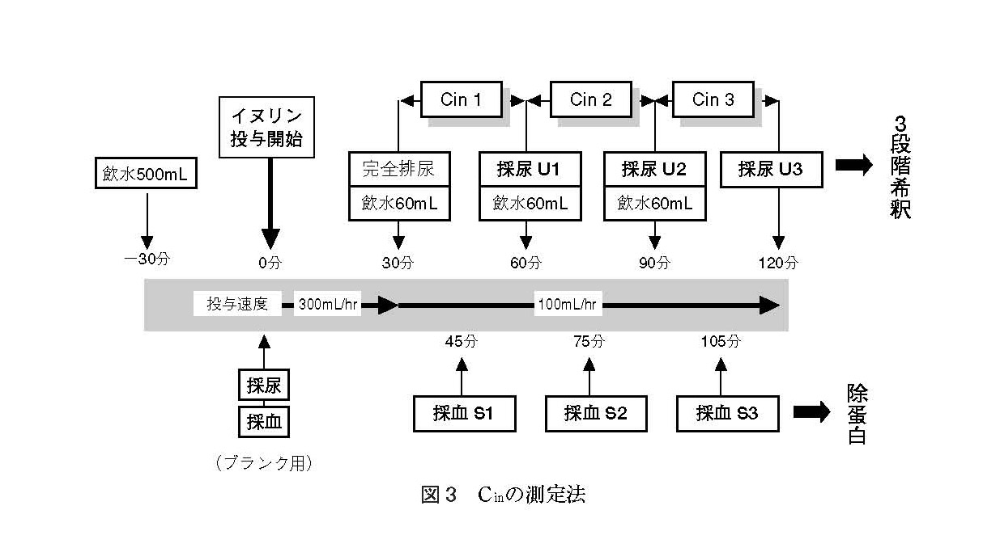 Cin 1
Cin 2
Cin 3
イヌリン
投与開始
飲水500mL
完全排尿
飲水60mL
採尿 U1
飲水60mL
採尿 U2
飲水60mL
採尿 U3
3段階希釈
−30分
0分
30分
60分
90分
120分
投与速度
300mL/hr
100mL/hr
45分
75分
105分
採尿
採血
(ブランク用)
採血 S1
採血 S2
採血 S3
除蛋白
図3 Cinの測定法